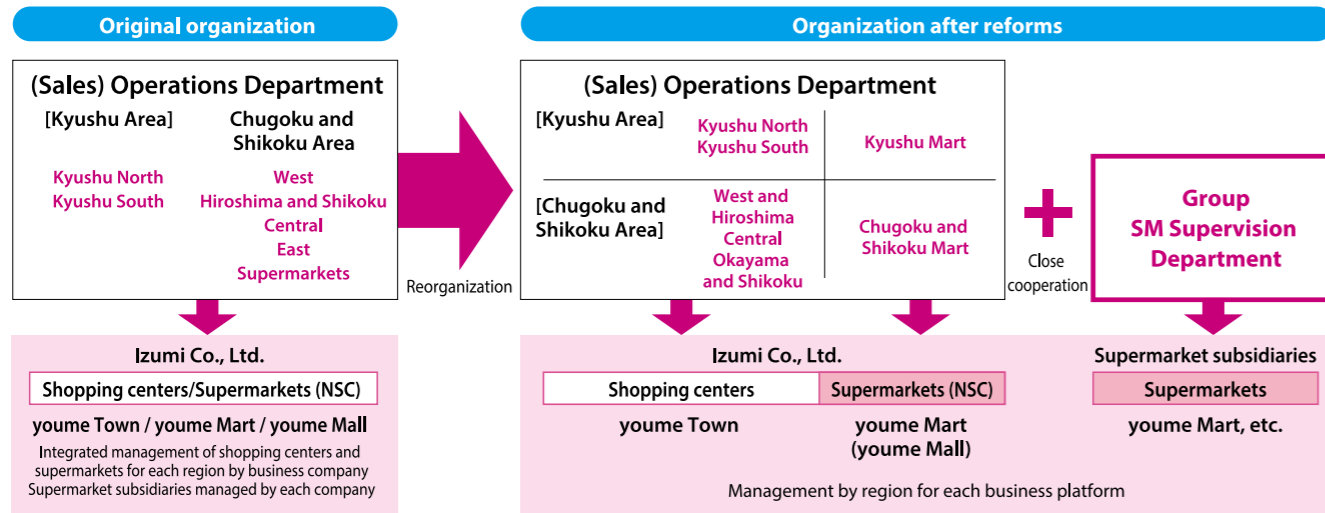 Original organization
(Sales) Operations Department
[Kyushu Area]
Kyushu North
Kyushu South
Chugoku and
Shikoku Area
West
Hiroshima and Shikoku
Central
East
Supermarkets
Izumi Co., Ltd.
Shopping centers/Supermarkets (NSC)
youme Town / youme Mart / youme Mall
Integrated management of shopping centers and
supermarkets for each region by business company
Supermarket subsidiaries managed by each company
Reorganization
Organization after reforms
(Sales) Operations Department
[Kyushu Area]
Kyushu North
Kyushu South
Kyushu Mart
[Chugoku and
Shikoku Area]
West and
Hiroshima
Central
Okayama
and Shikoku
Chugoku and
Shikoku Mart
Close
cooperation
Group
SM Supervision
Department
Izumi Co., Ltd.
Shopping centers
Supermarkets (NSC)
youme Town
youme Mart
(youme Mall)
Supermarket subsidiaries
Supermarkets
youme Mart, etc.
Management by region for each business platform